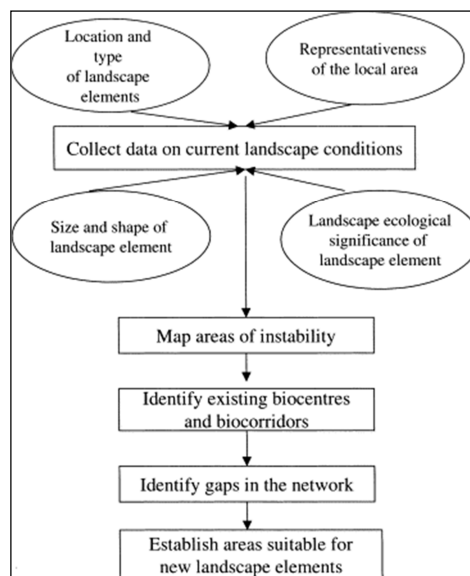 Location and
type
of landscape
elements
Representativeness
of the local area
Collect data on current landscape conditions
Size and shape of
landscape element
Landscape ecological
significance of
landscape element
Map areas of instability
Identify existing biocentres
and biocorridors
Identify gaps in the network
Establish areas suitable for
new landscape elements